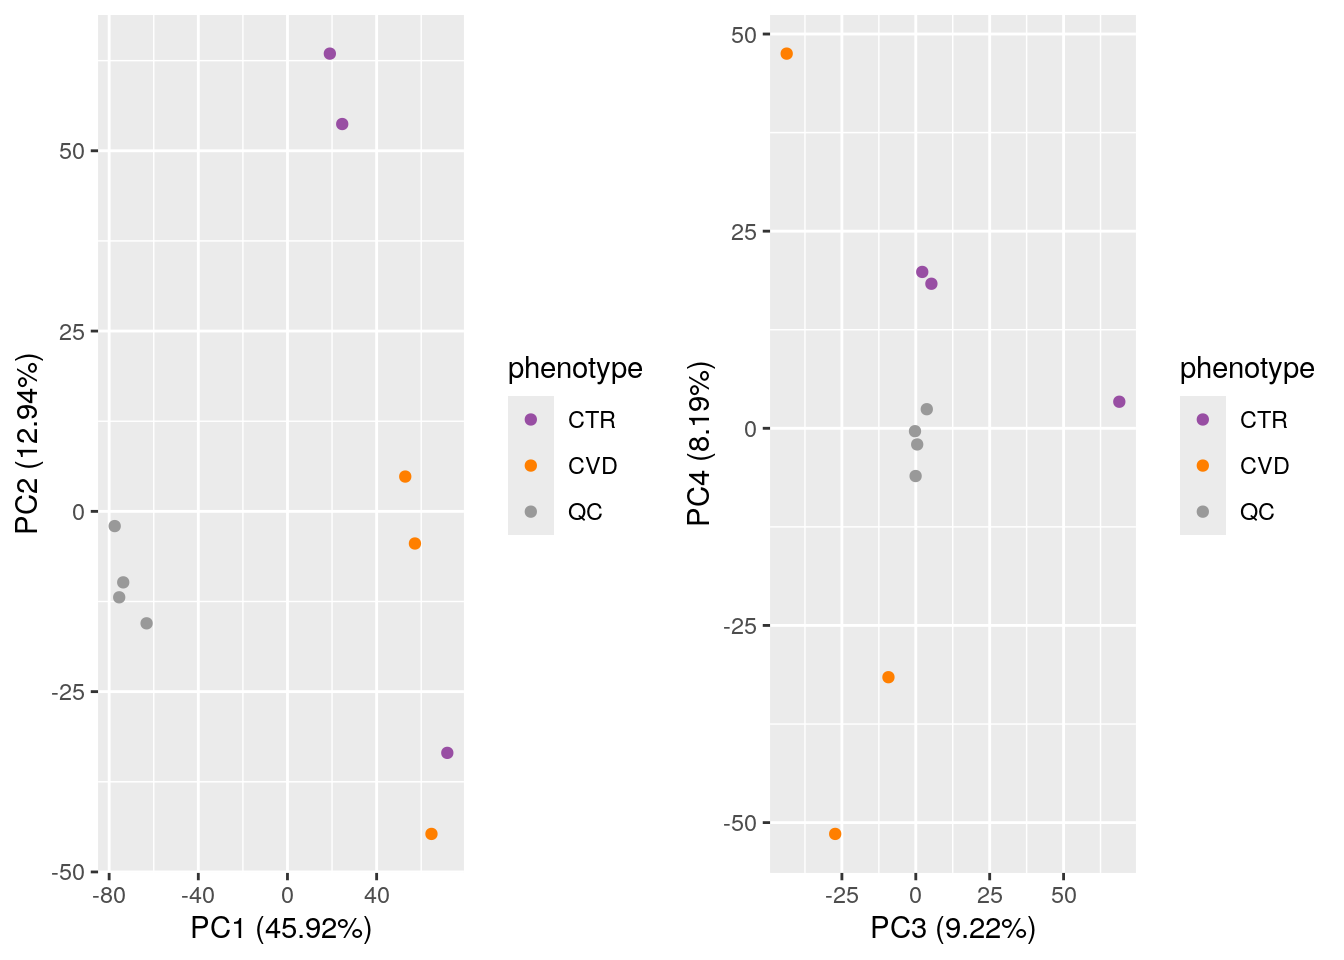 50
25
0
-25
-50
PC2 (12.94%)
-80 -40 0 40
PC1 (45.92%)
phenotype
CTR
CVD
QC
50
25
0
-25
-50
PC4 (8.19%)
-25 0 25 50
PC3 (9.22%)
phenotype
CTR
CVD
QC